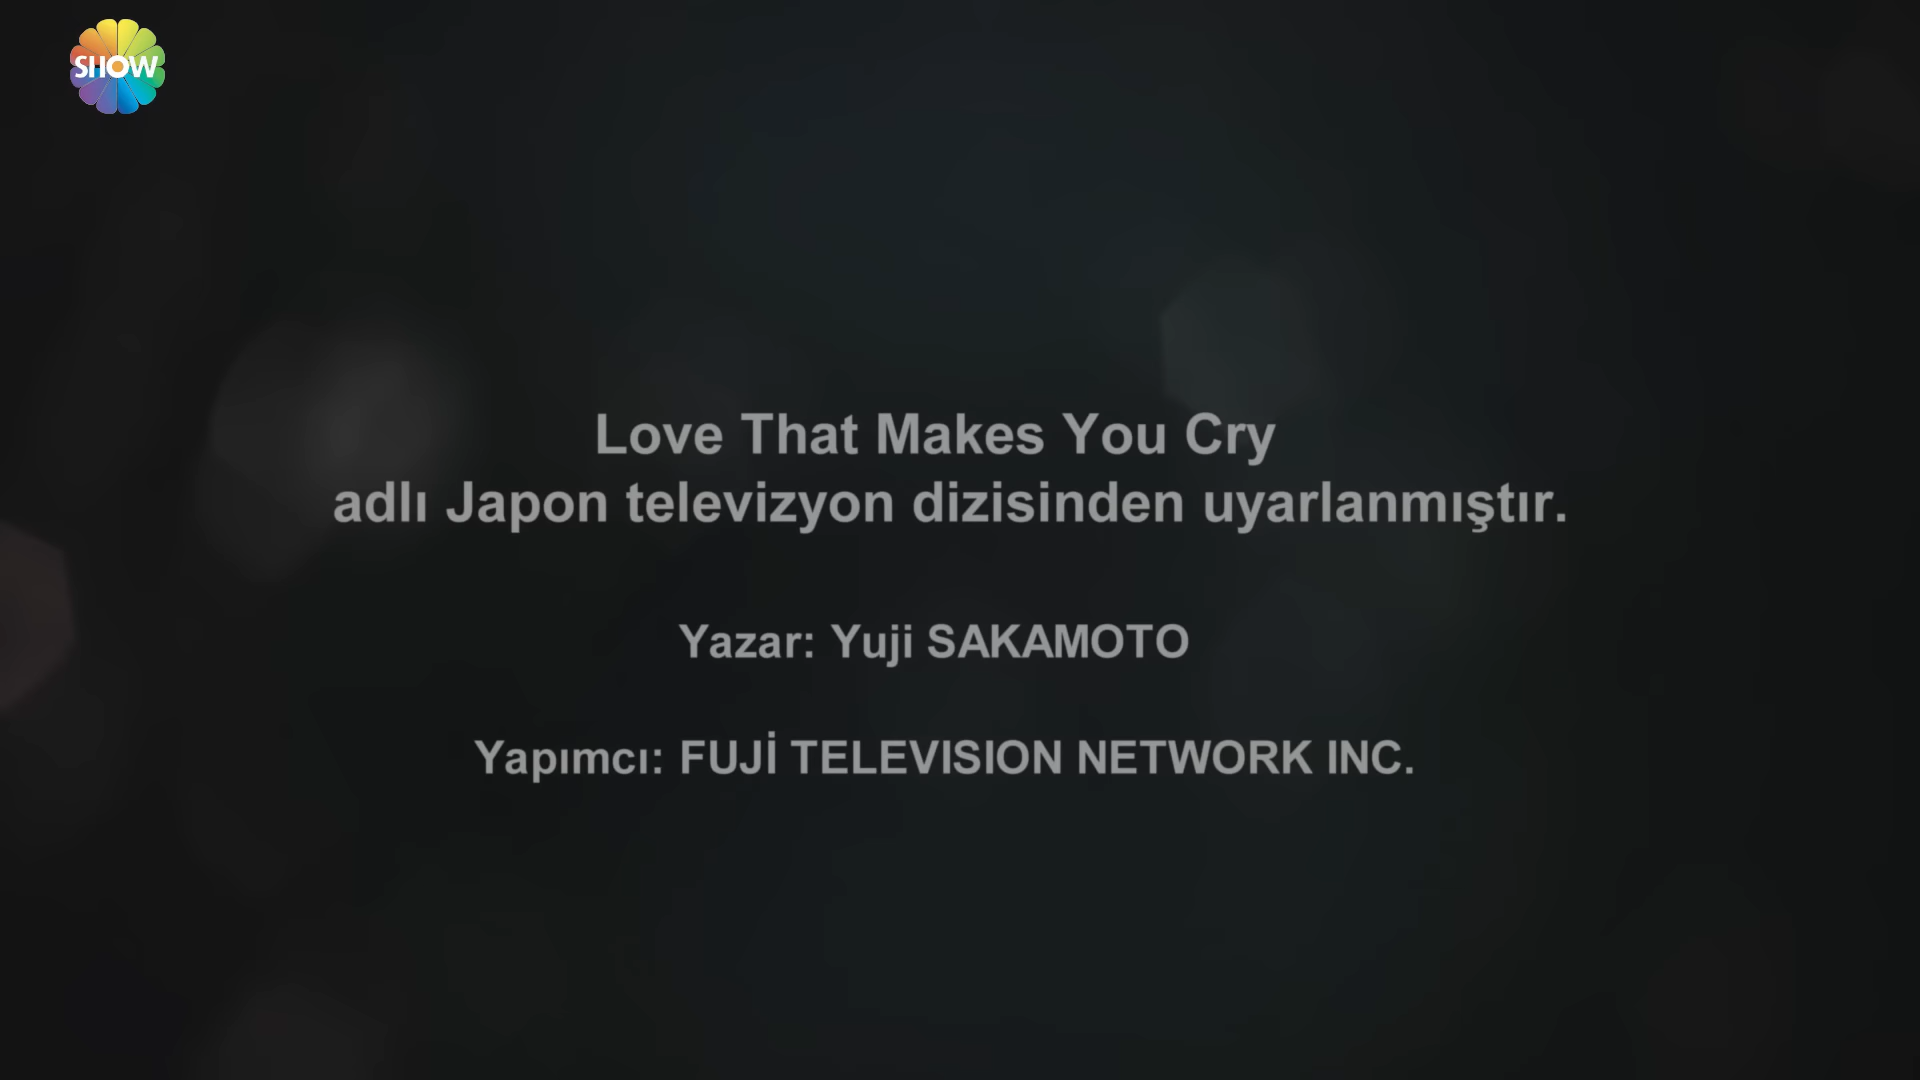 SHOW
Love That Makes You Cry
adlı Japon televizyon dizisinden uyarlanmıştır.
Yazar: Yuji SAKAMOTO
Yapımcı: FUJİ TELEVISION NETWORK INC.